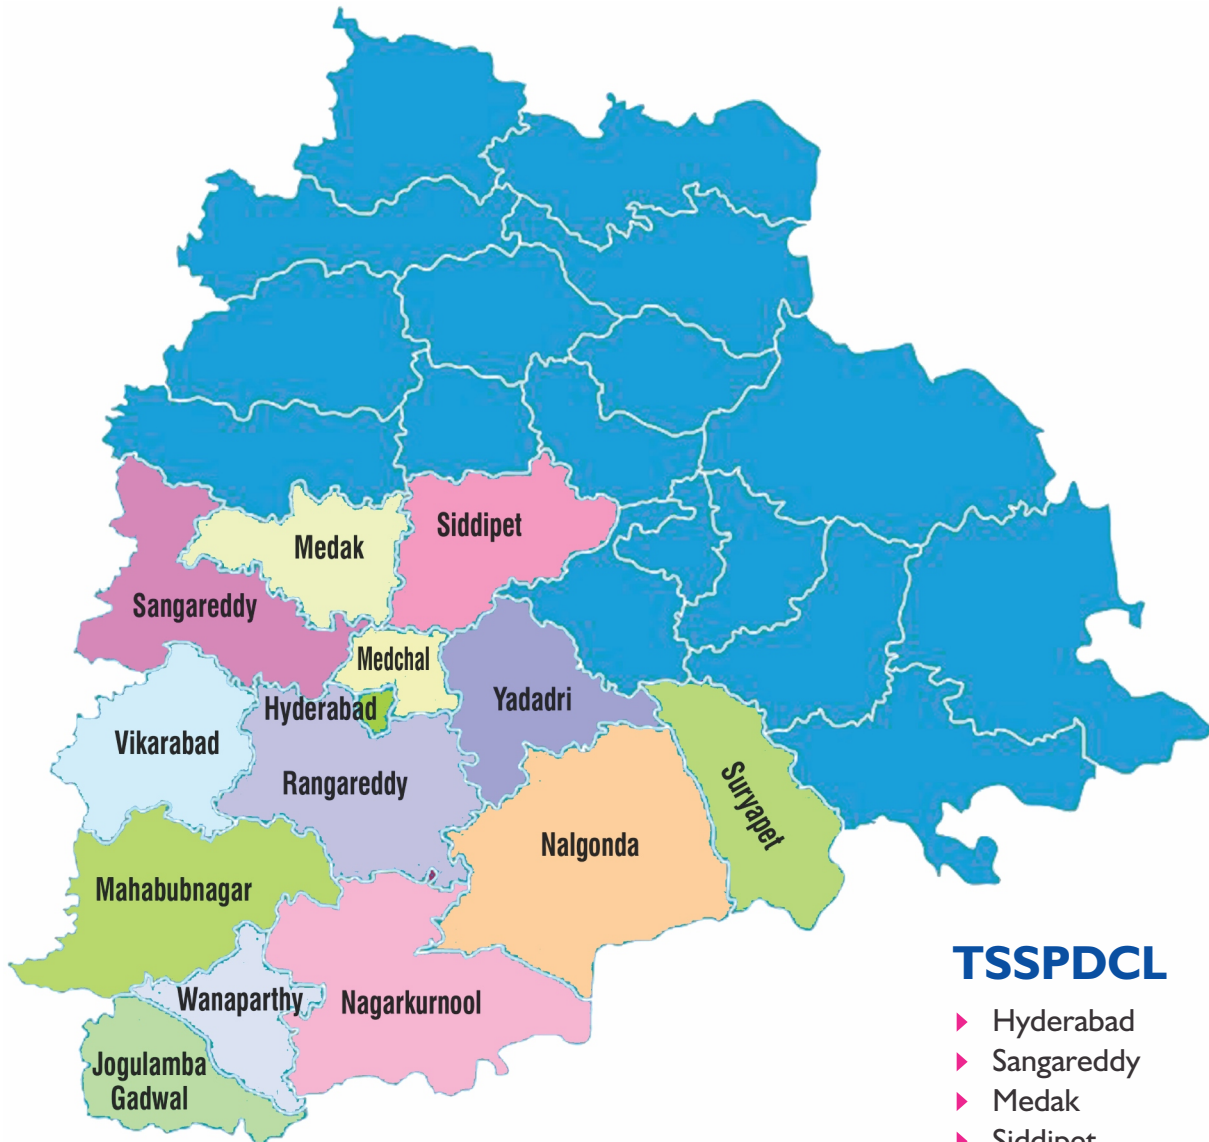 Siddipet
Medak
Sangareddy
Medchal
Hyderabad
Yadadri
Vikarabad
Rangareddy
Suryapet
Nalgonda
Mahabubnagar
Wanaparthy
Nagarkurnool
Jogulamba
Gadwal
TSSPDCL
Hyderabad
Sangareddy
Medak
Siddipet